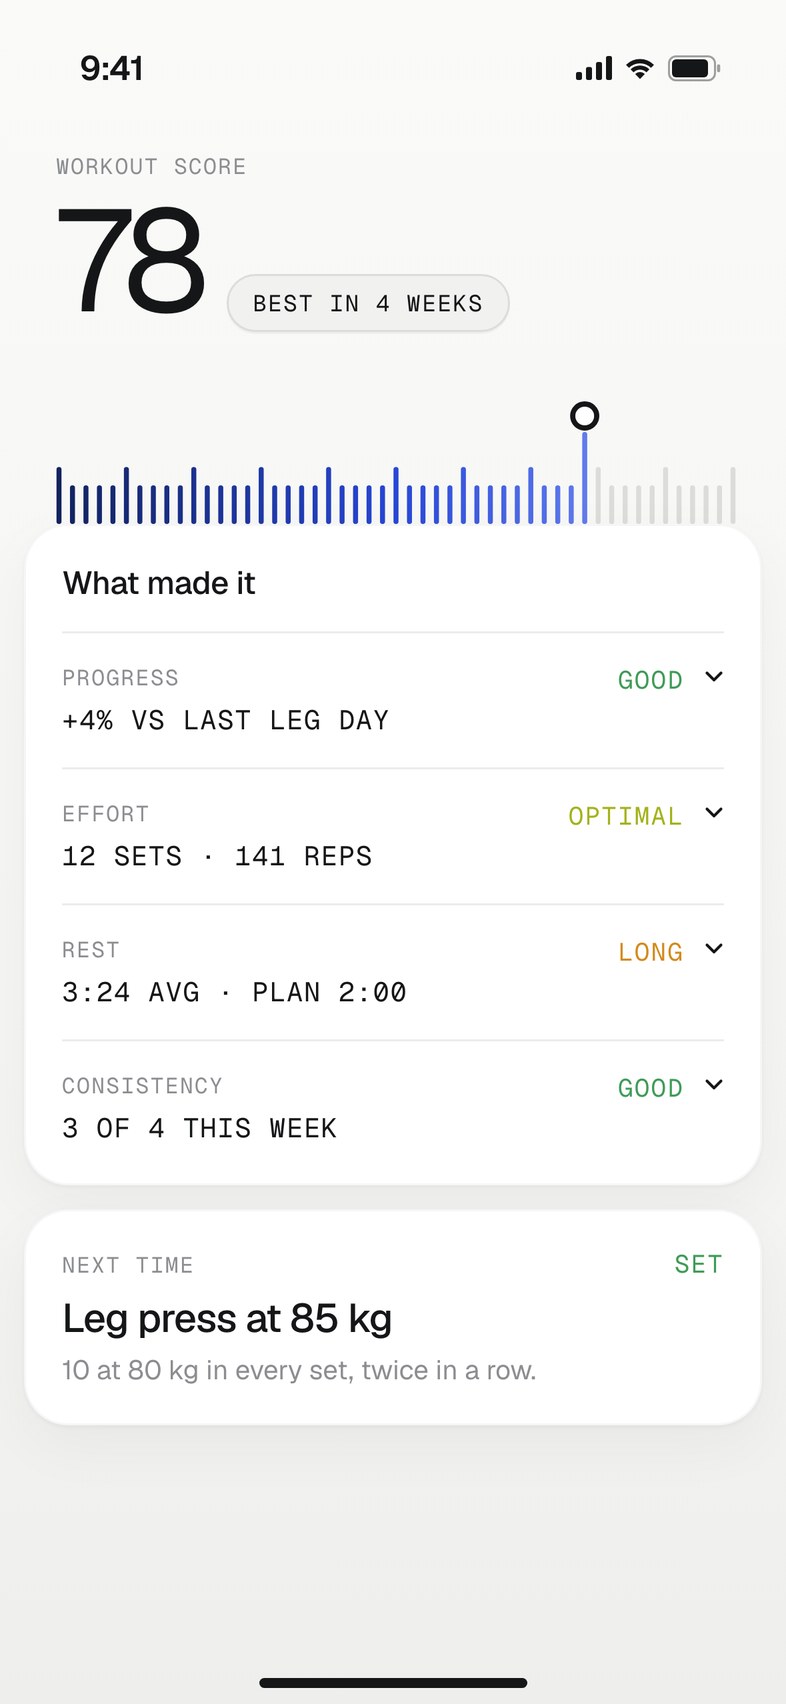 9:41
WORKOUT SCORE
78
BEST IN 4 WEEKS
What made it
PROGRESS
GOOD
+4% VS LAST LEG DAY
EFFORT
OPTIMAL
12 SETS · 141 REPS
REST
LONG
3:24 AVG · PLAN 2:00
CONSISTENCY
GOOD
3 OF 4 THIS WEEK
NEXT TIME
SET
Leg press at 85 kg
10 at 80 kg in every set, twice in a row.